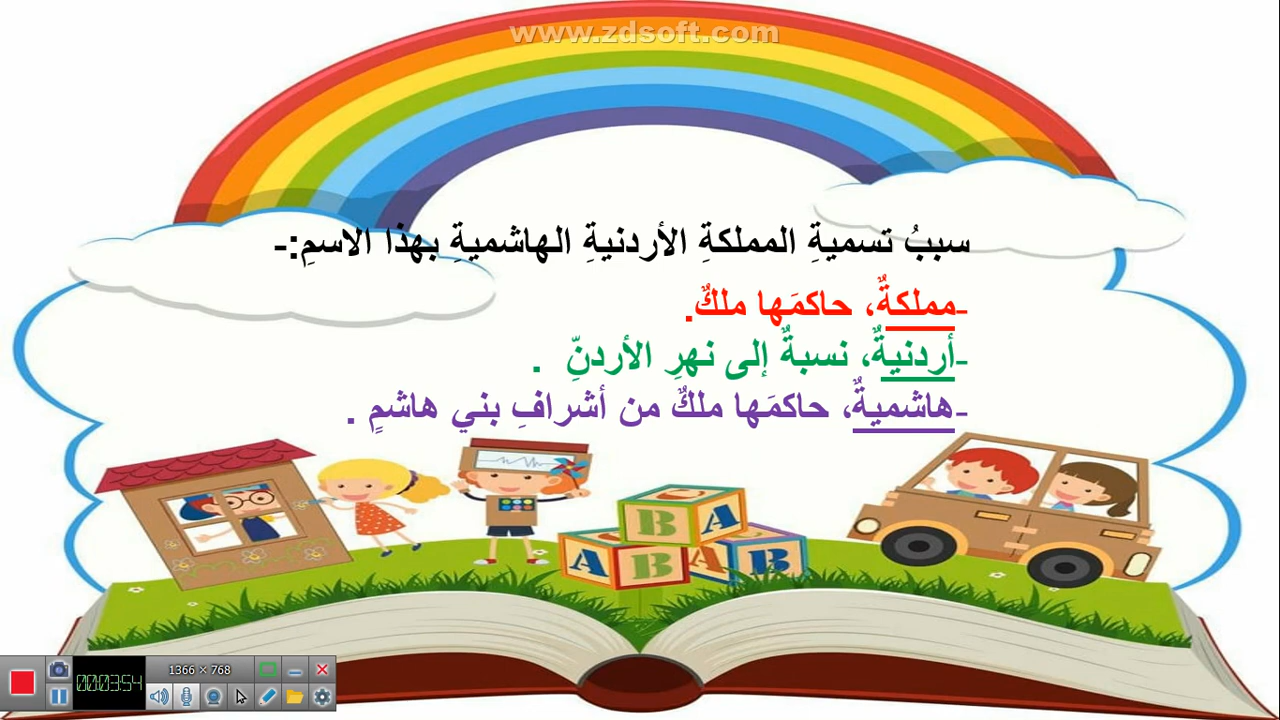 www.zdsoft.com
سببُ تسميةِ المملكةِ الأردنيةِ الهاشميةِ بهذا الاسمِ:-
-مملكةٌ، حاكمَها ملكٌ.
-أردنيةٌ، نسبةٌ إلى نهرِ الأردنِّ .
-هاشميةٌ، حاكمَها ملكٌ من أشرافِ بني هاشمٍ .
C
B A
A B A B
1366 × 768
00:03:54